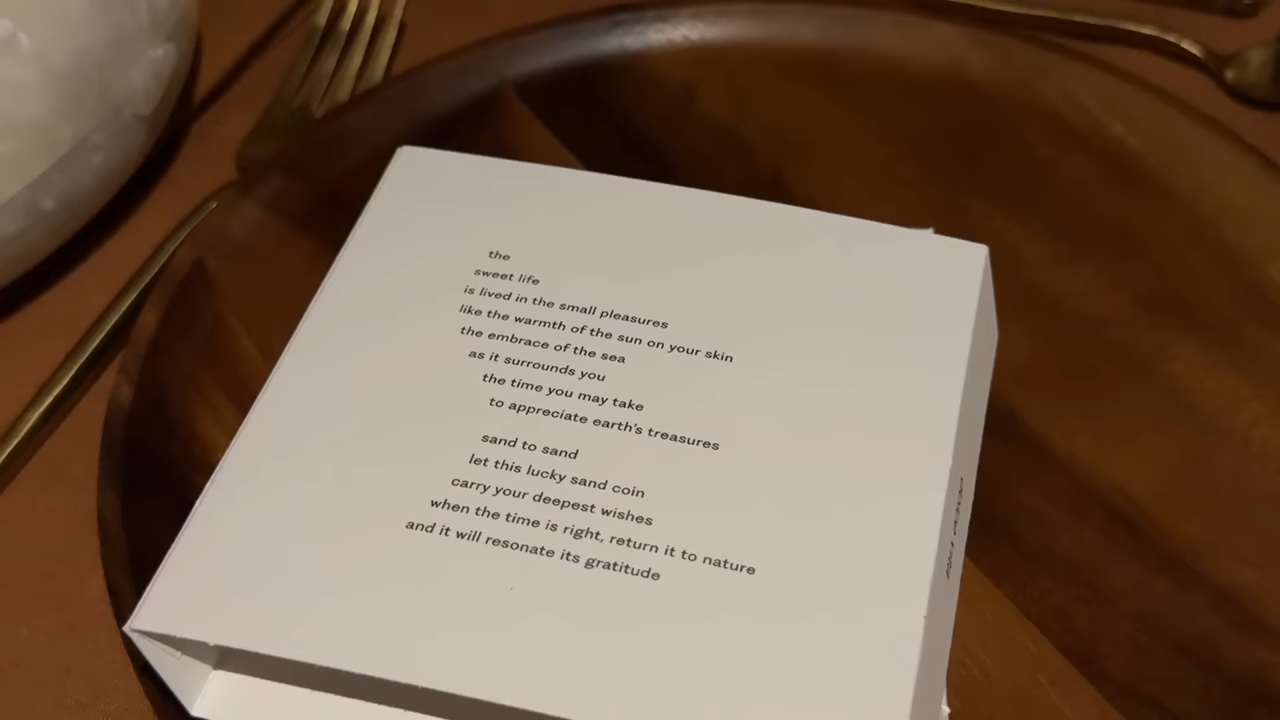 the
sweet life
is lived in the small pleasures
like the warmth of the sun on your skin
the embrace of the sea
as it surrounds you
the time you may take
to appreciate earth's treasures
sand to sand
let this lucky sand coin
carry your deepest wishes
when the time is right, return it to nature
and it will resonate its gratitude